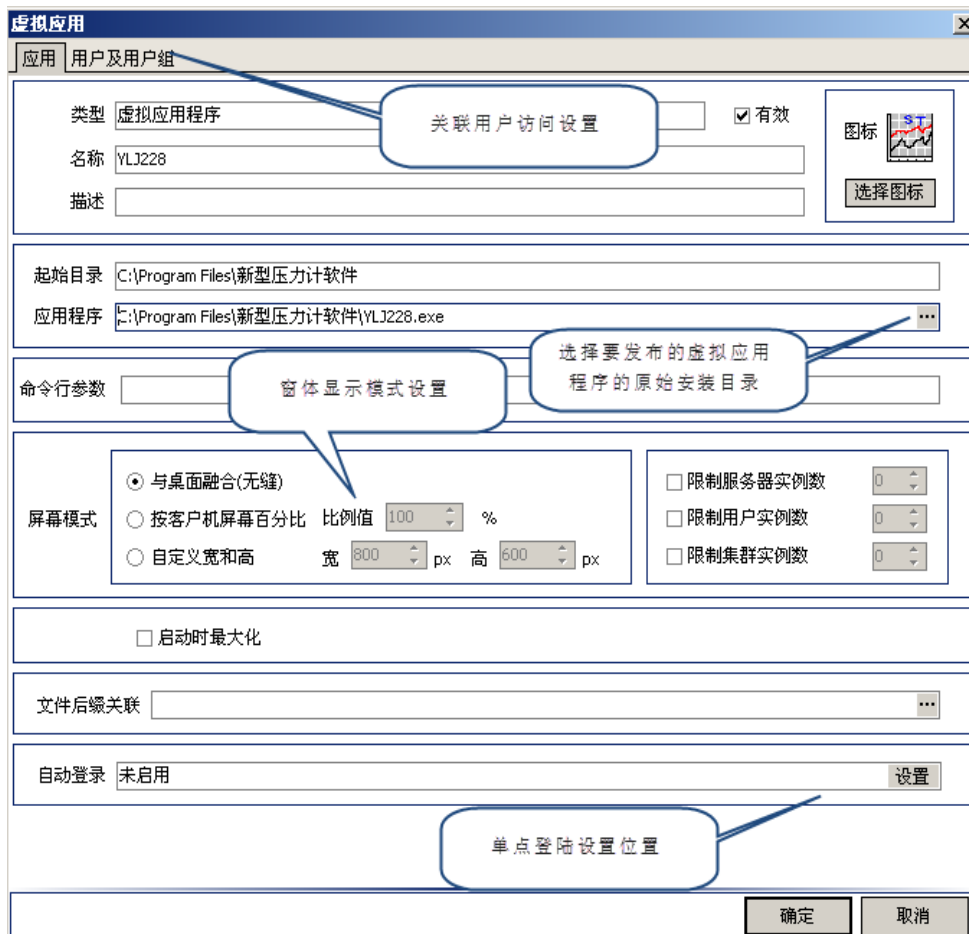 虚拟应用
应用 用户及用户组
关联用户访问设置
类型 虚拟应用程序 有效
名称 YLJ228
描述
图标 ST
选择图标
起始目录 C:\Program Files\新型压力计软件
应用程序 C:\Program Files\新型压力计软件\YLJ228.exe ...
选择要发布的虚拟应用
程序的原始安装目录
命令行参数
窗体显示模式设置
屏幕模式
与桌面融合(无缝)
按客户机屏幕百分比 比例值 100 %
自定义宽和高 宽 800 px 高 600 px
限制服务器实例数 0
限制用户实例数 0
限制集群实例数 0
启动时最大化
文件后缀关联 ...
自动登录 未启用 设置
单点登陆设置位置
确定 取消